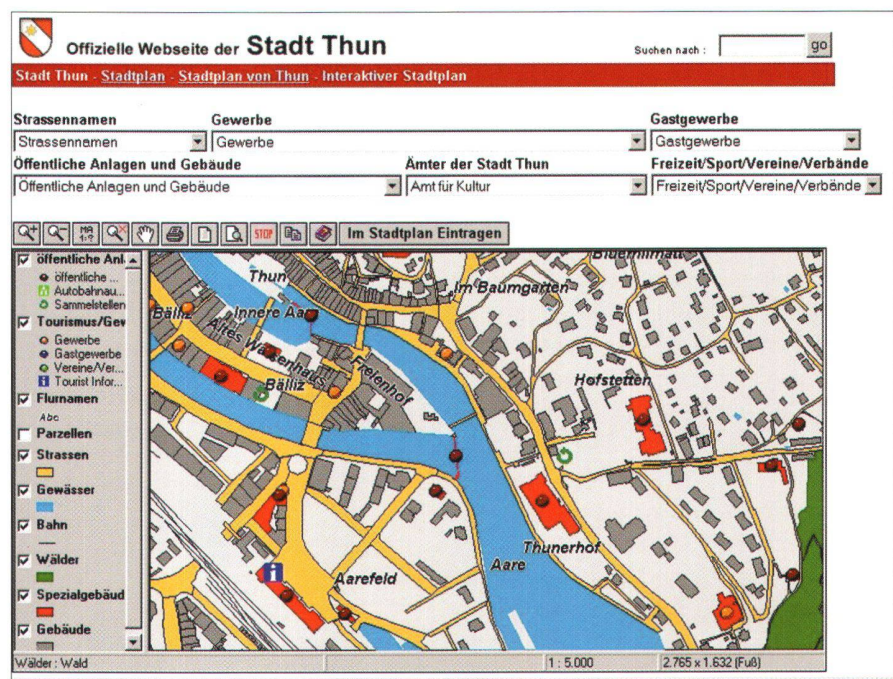 Offizielle Webseite der Stadt Thun
Suchen nach :
go
Stadt Thun - Stadtplan - Stadtplan von Thun - Interaktiver Stadtplan
Strassennamen Gewerbe Gastgewerbe
Strassennamen Gewerbe Gastgewerbe
Öffentliche Anlagen und Gebäude Ämter der Stadt Thun Freizeit/Sport/Vereine/Verbände
Öffentliche Anlagen und Gebäude Amt für Kultur Freizeit/Sport/Vereine/Verbände
MA
1:?
STOP
Im Stadtplan Eintragen
öffentliche Anl
öffentliche ...
Autobahnau...
Sammelstellen
Tourismus/Gew
Gewerbe
Gastgewerbe
Vereine/Ver...
i Tourist Infor...
Flurnamen
Abc
Parzellen
Strassen
Gewässer
Bahn
Wälder
Spezialgebäud
Gebäude
Thun
Im Baumgarten
Bälliz
Innere Aa
Altes Waisenhaus
Freienhof
Bälliz
Hofstetten
Thunerhof
Aare
i
Aarefeld
Wälder : Wald
1 : 5.000
2.765 x 1.632 (Fuß)